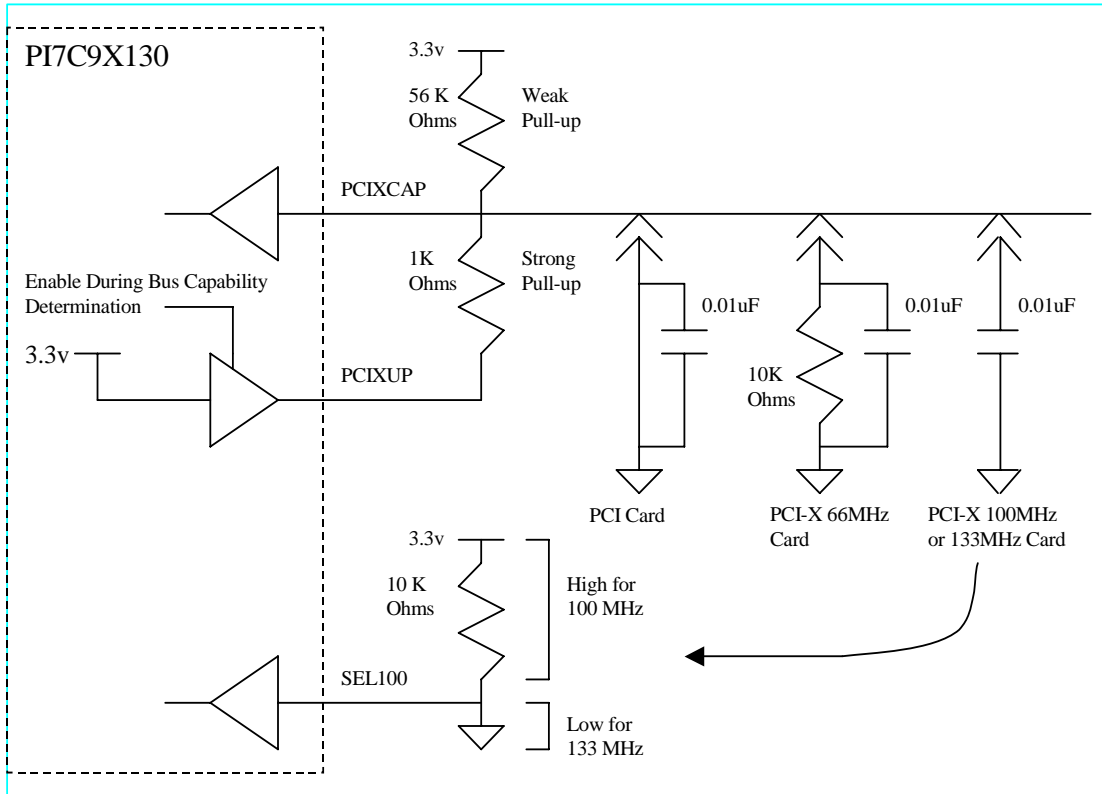 PI7C9X130
3.3v
56 K
Ohms
Weak
Pull-up
PCIXCAP
1K
Ohms
Strong
Pull-up
Enable During Bus Capability
Determination
3.3v
PCIXUP
0.01uF
0.01uF
0.01uF
10K
Ohms
PCI Card
PCI-X 66MHz
Card
PCI-X 100MHz
or 133MHz Card
3.3v
10 K
Ohms
High for
100 MHz
SEL100
Low for
133 MHz